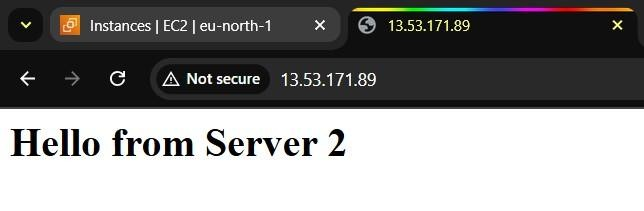 Instances | EC2 | eu-north-1
13.53.171.89
Not secure 13.53.171.89
Hello from Server 2